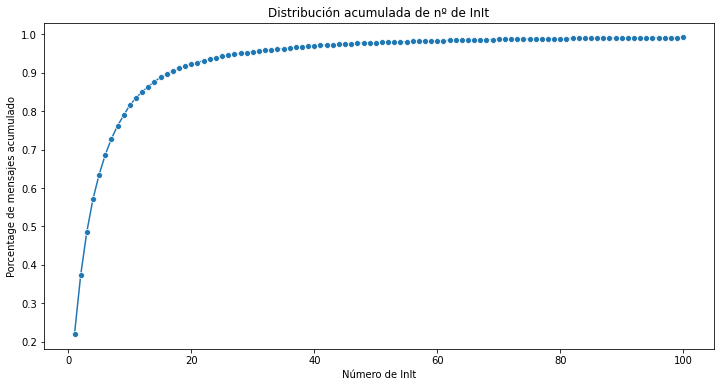 Distribución acumulada de nº de InIt
Porcentage de mensajes acumulado
1.0
0.9
0.8
0.7
0.6
0.5
0.4
0.3
0.2
0 20 40 60 80 100
Número de InIt